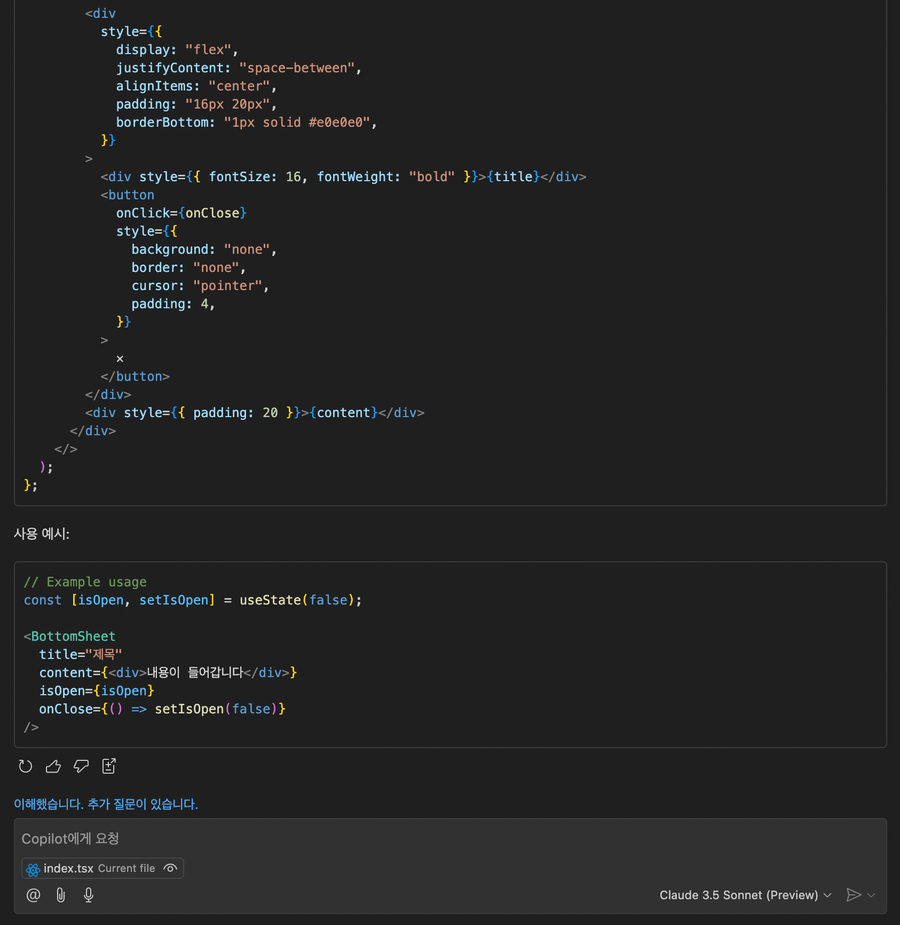 <div
style={{
display: "flex",
justifyContent: "space-between",
alignItems: "center",
padding: "16px 20px",
borderBottom: "1px solid #e0e0e0",
}}
>
<div style={{ fontSize: 16, fontWeight: "bold" }}>{title}</div>
<button
onClick={onClose}
style={{
background: "none",
border: "none",
cursor: "pointer",
padding: 4,
}}
>
×
</button>
</div>
<div style={{ padding: 20 }}>{content}</div>
</div>
</>
);
};
사용 예시:
// Example usage
const [isOpen, setIsOpen] = useState(false);
<BottomSheet
title="제목"
content={<div>내용이 들어갑니다</div>}
isOpen={isOpen}
onClose={() => setIsOpen(false)}
/>
이해했습니다. 추가 질문이 있습니다.
Copilot에게 요청
index.tsx Current file
@ Claude 3.5 Sonnet (Preview)